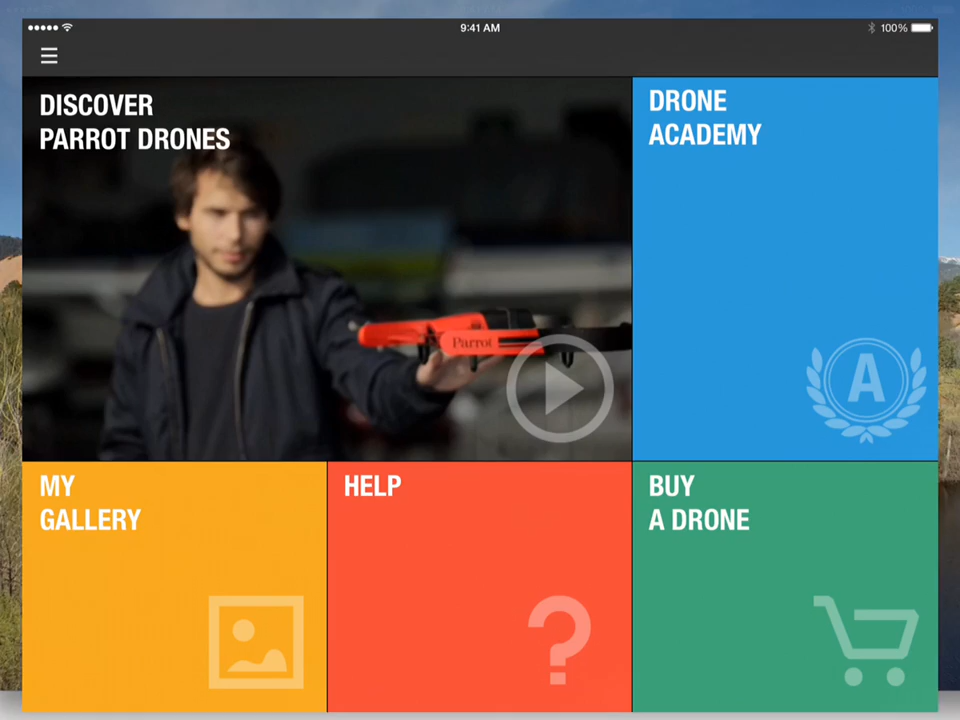 9:41 AM
100%
DISCOVER
PARROT DRONES
DRONE
ACADEMY
Parrot
A
MY
GALLERY
HELP
?
BUY
A DRONE